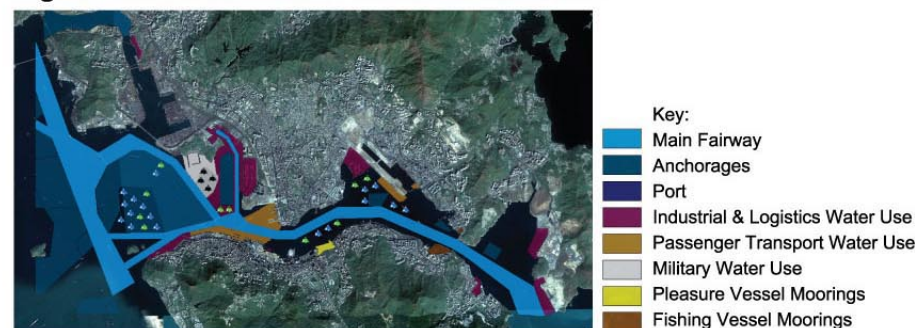 Key:
Main Fairway
Anchorages
Port
Industrial & Logistics Water Use
Passenger Transport Water Use
Military Water Use
Pleasure Vessel Moorings
Fishing Vessel Moorings